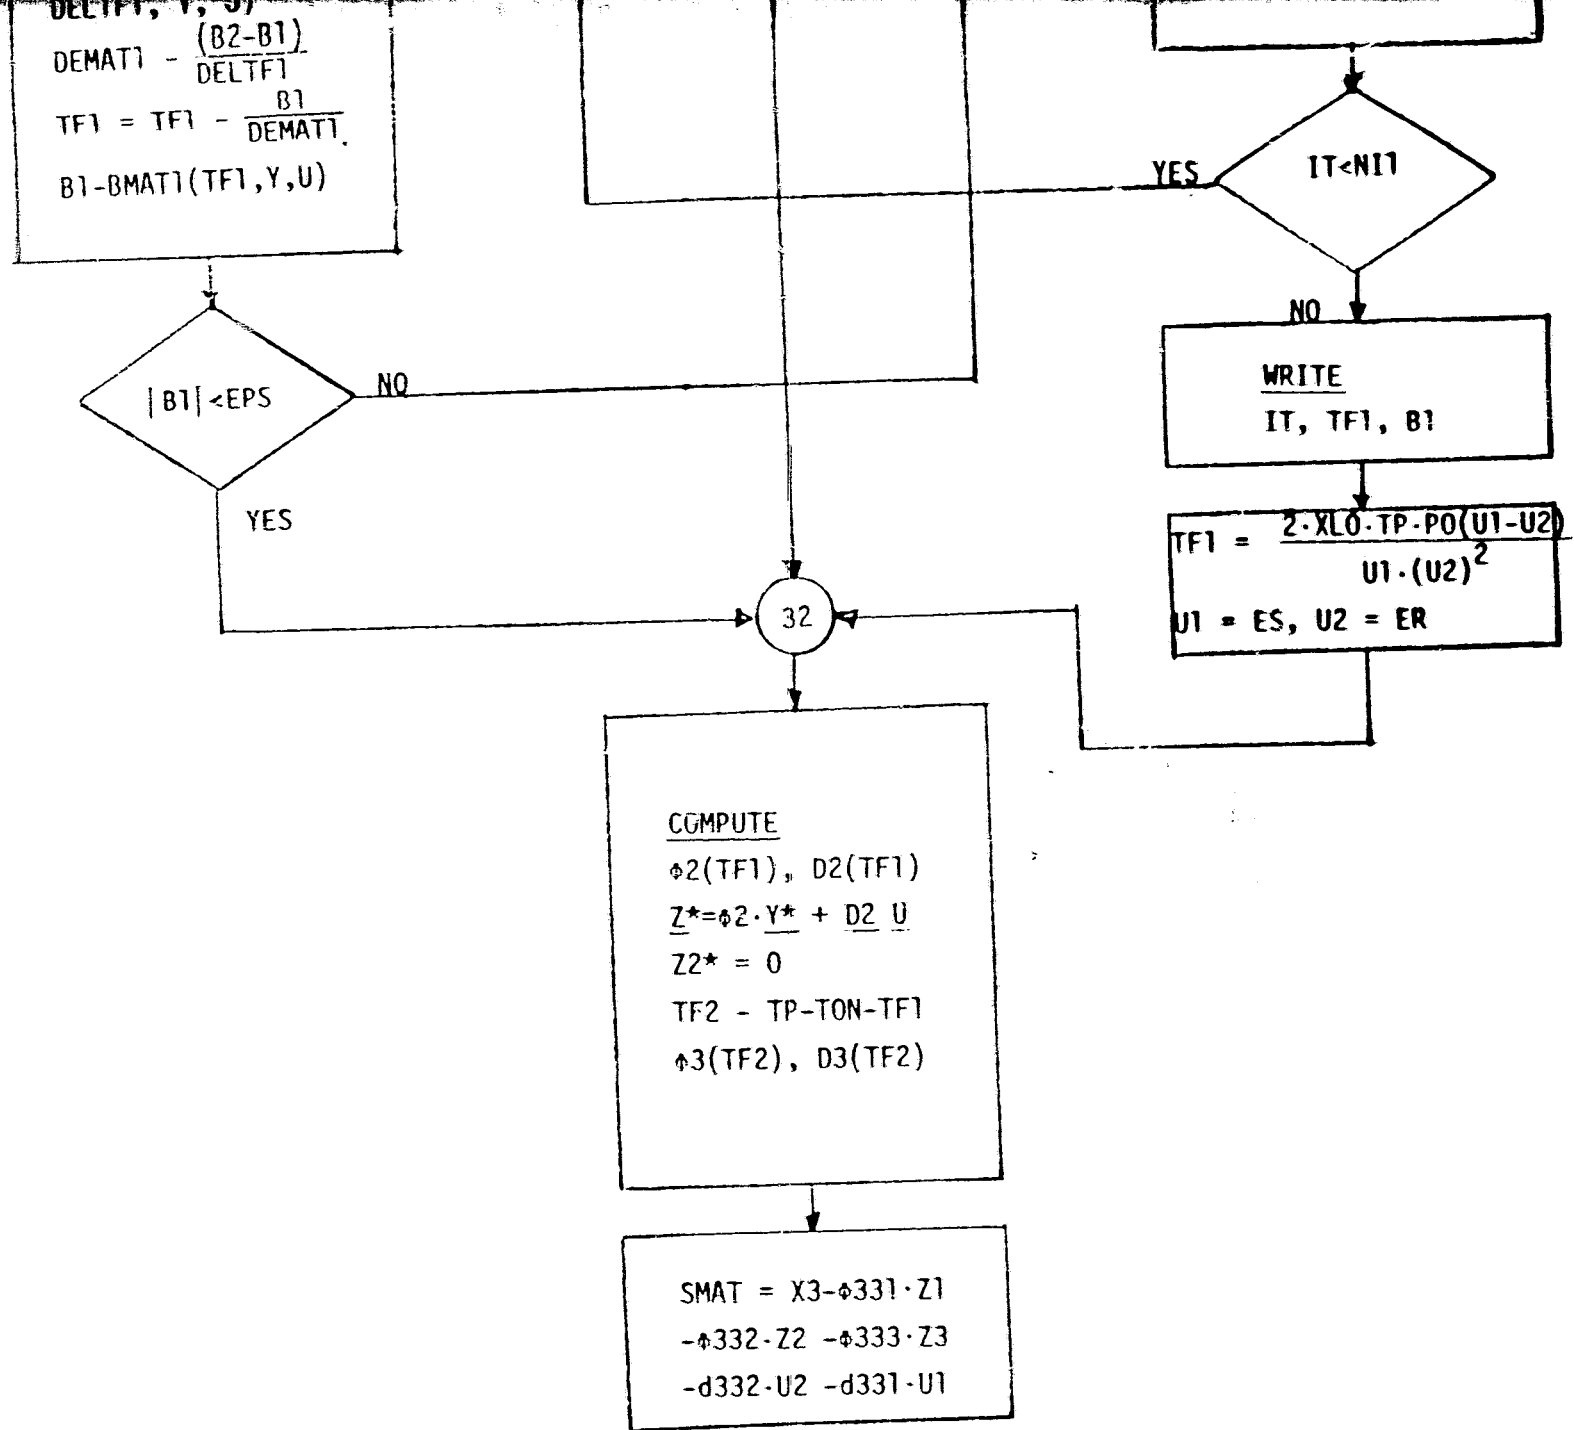 DELTF1, Y, U)
DEMAT1 - (B2-B1)
DELTF1
TF1 = TF1 - B1
DEMAT1.
B1-BMAT1(TF1,Y,U)
|B1|<EPS
NO
YES
YES
IT<NI1
NO
WRITE
IT, TF1, B1
TF1 = 2·XLO·TP·PO(U1-U2)
U1·(U2)²
U1 = ES, U2 = ER
32
COMPUTE
Φ2(TF1), D2(TF1)
Z*=Φ2·Y* + D2 U
Z2* = 0
TF2 - TP-TON-TF1
Φ3(TF2), D3(TF2)
SMAT = X3-Φ331·Z1
-Φ332·Z2 -Φ333·Z3
-d332·U2 -d331·U1